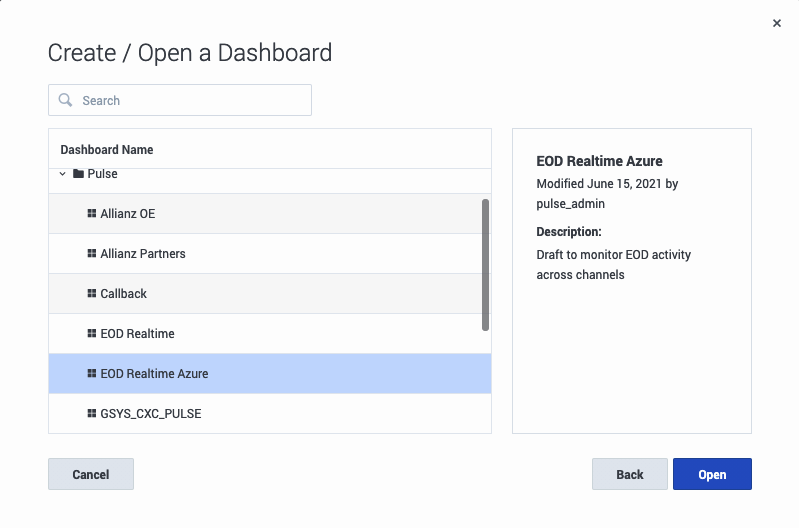 Create / Open a Dashboard
Search
Dashboard Name
Pulse
Allianz OE
Allianz Partners
Callback
EOD Realtime
EOD Realtime Azure
GSYS_CXC_PULSE
EOD Realtime Azure
Modified June 15, 2021 by
pulse_admin
Description:
Draft to monitor EOD activity
across channels
Cancel
Back
Open